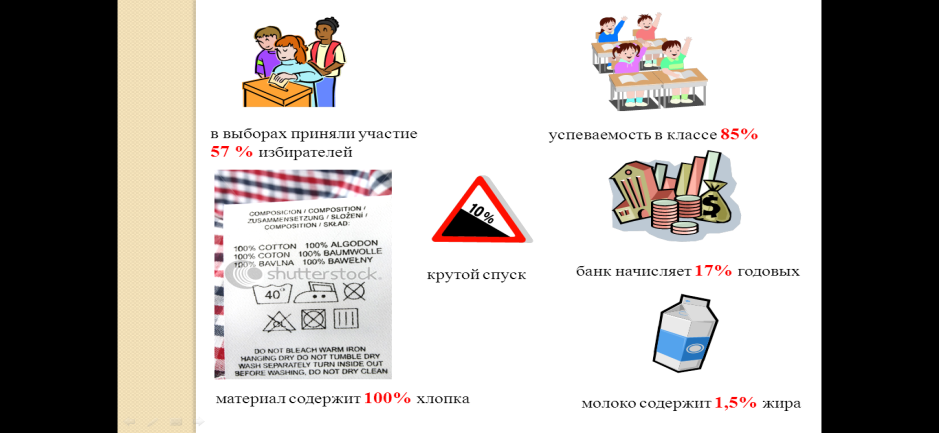 в выборах приняли участие
57 % избирателей
успеваемость в классе 85%
COMPOSICION / COMPOSITION /
ZUSAMMENSETZUNG / SLOŽENÍ /
COMPOSITION / SKŁAD:
100% COTTON 100% ALGODON
100% COTON 100% BAUMWOLLE
100% BAVLNA 100% BAWEŁNY
shutterstock.
40°
DO NOT BLEACH WARM IRON
HANGING DRY DO NOT TUMBLE DRY
WASH SEPARATELY TURN INSIDE OUT
BEFORE WASHING, DO NOT DRY CLEAN
материал содержит 100% хлопка
10%
крутой спуск
банк начисляет 17% годовых
молоко содержит 1,5% жира